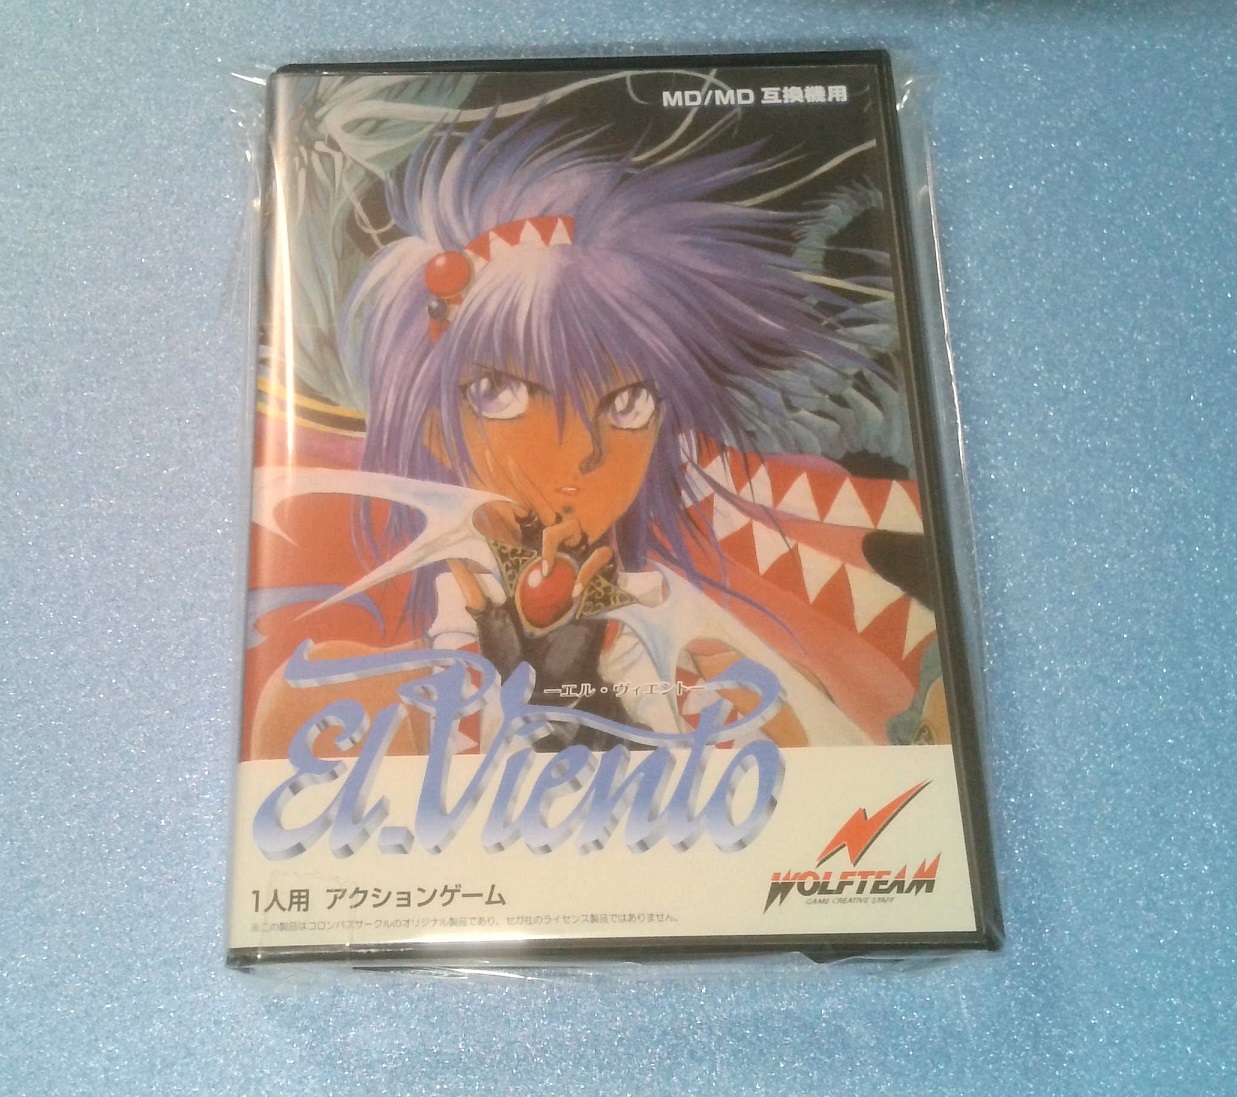 MD/MD 互換機用
ーエル・ヴィエントー
El.Viento
WOLFTEAM
GAME CREATIVE STAFF
1人用 アクションゲーム
※この製品はコロンバスサークルのオリジナル製品であり、セガ社のライセンス製品ではありません。